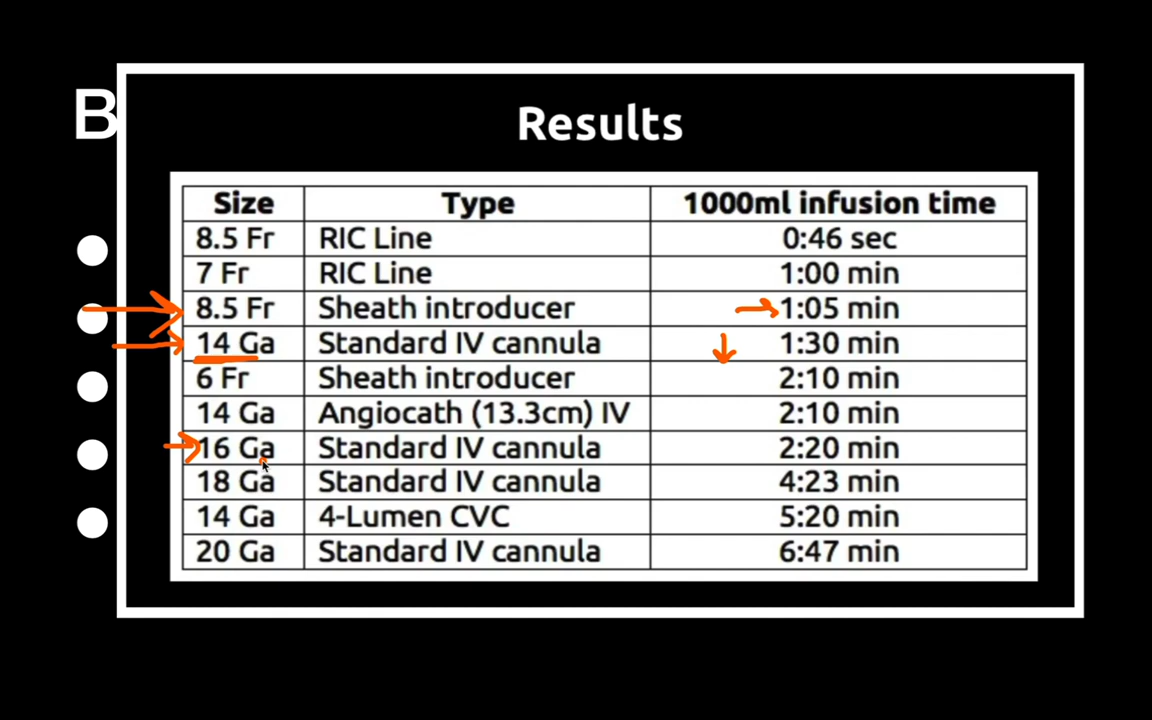 B
Results
Size Type 1000ml infusion time
8.5 Fr RIC Line 0:46 sec
7 Fr RIC Line 1:00 min
8.5 Fr Sheath introducer 1:05 min
14 Ga Standard IV cannula 1:30 min
6 Fr Sheath introducer 2:10 min
14 Ga Angiocath (13.3cm) IV 2:10 min
16 Ga Standard IV cannula 2:20 min
18 Ga Standard IV cannula 4:23 min
14 Ga 4-Lumen CVC 5:20 min
20 Ga Standard IV cannula 6:47 min